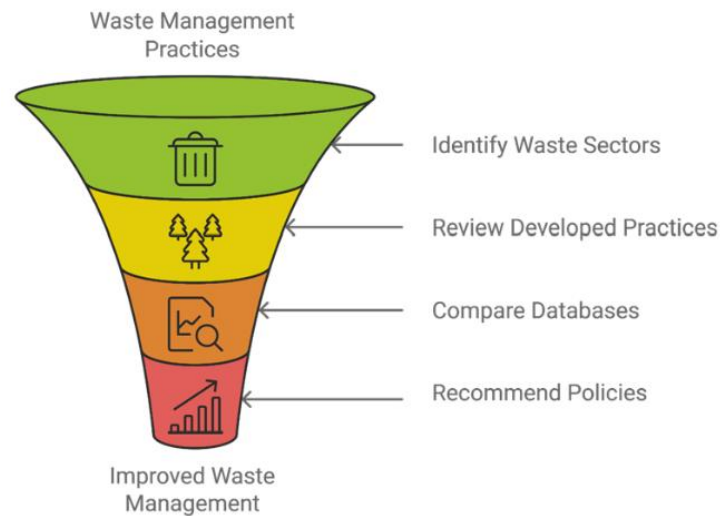 Waste Management
Practices
Identify Waste Sectors
Review Developed Practices
Compare Databases
Recommend Policies
Improved Waste
Management